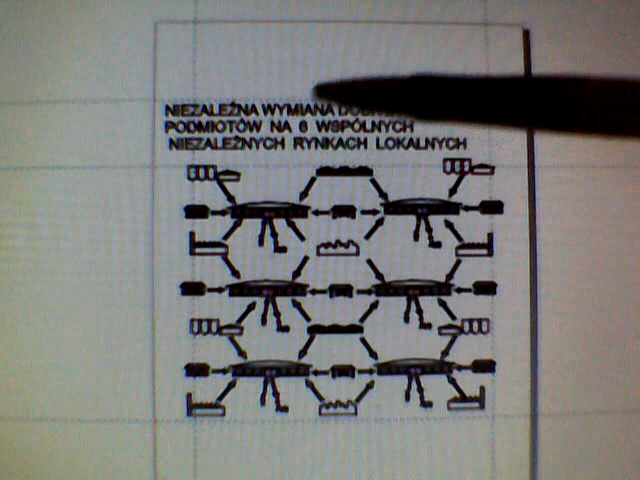 NIEZALEŻNA WYMIANA
PODMIOTÓW NA 6 WSPÓLNYCH
NIEZALEŻNYCH RYNKACH LOKALNYCH